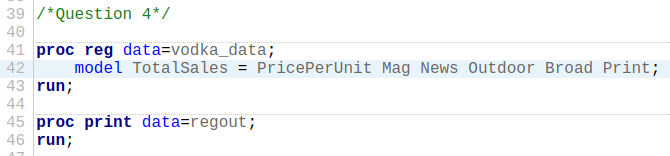 39 /*Question 4*/
40
41 proc reg data=vodka_data;
42 model TotalSales = PricePerUnit Mag News Outdoor Broad Print;
43 run;
44
45 proc print data=regout;
46 run;